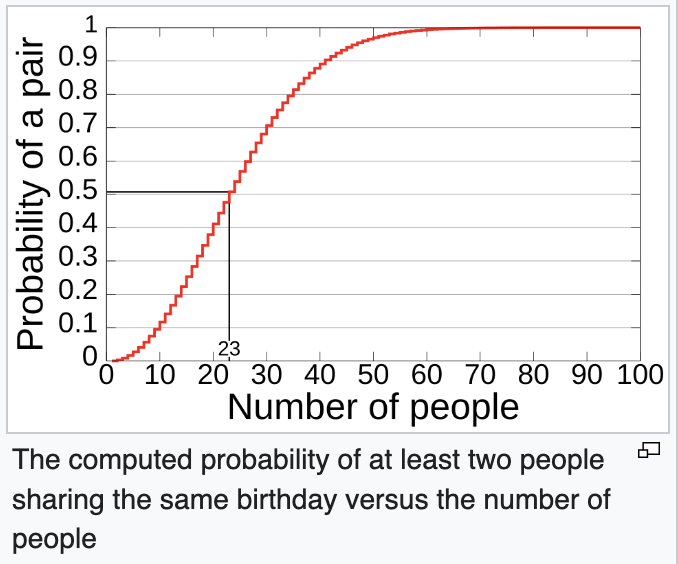 Probability of a pair
1
0.9
0.8
0.7
0.6
0.5
0.4
0.3
0.2
0.1
0
23
0 10 20 30 40 50 60 70 80 90 100
Number of people
The computed probability of at least two people
sharing the same birthday versus the number of
people